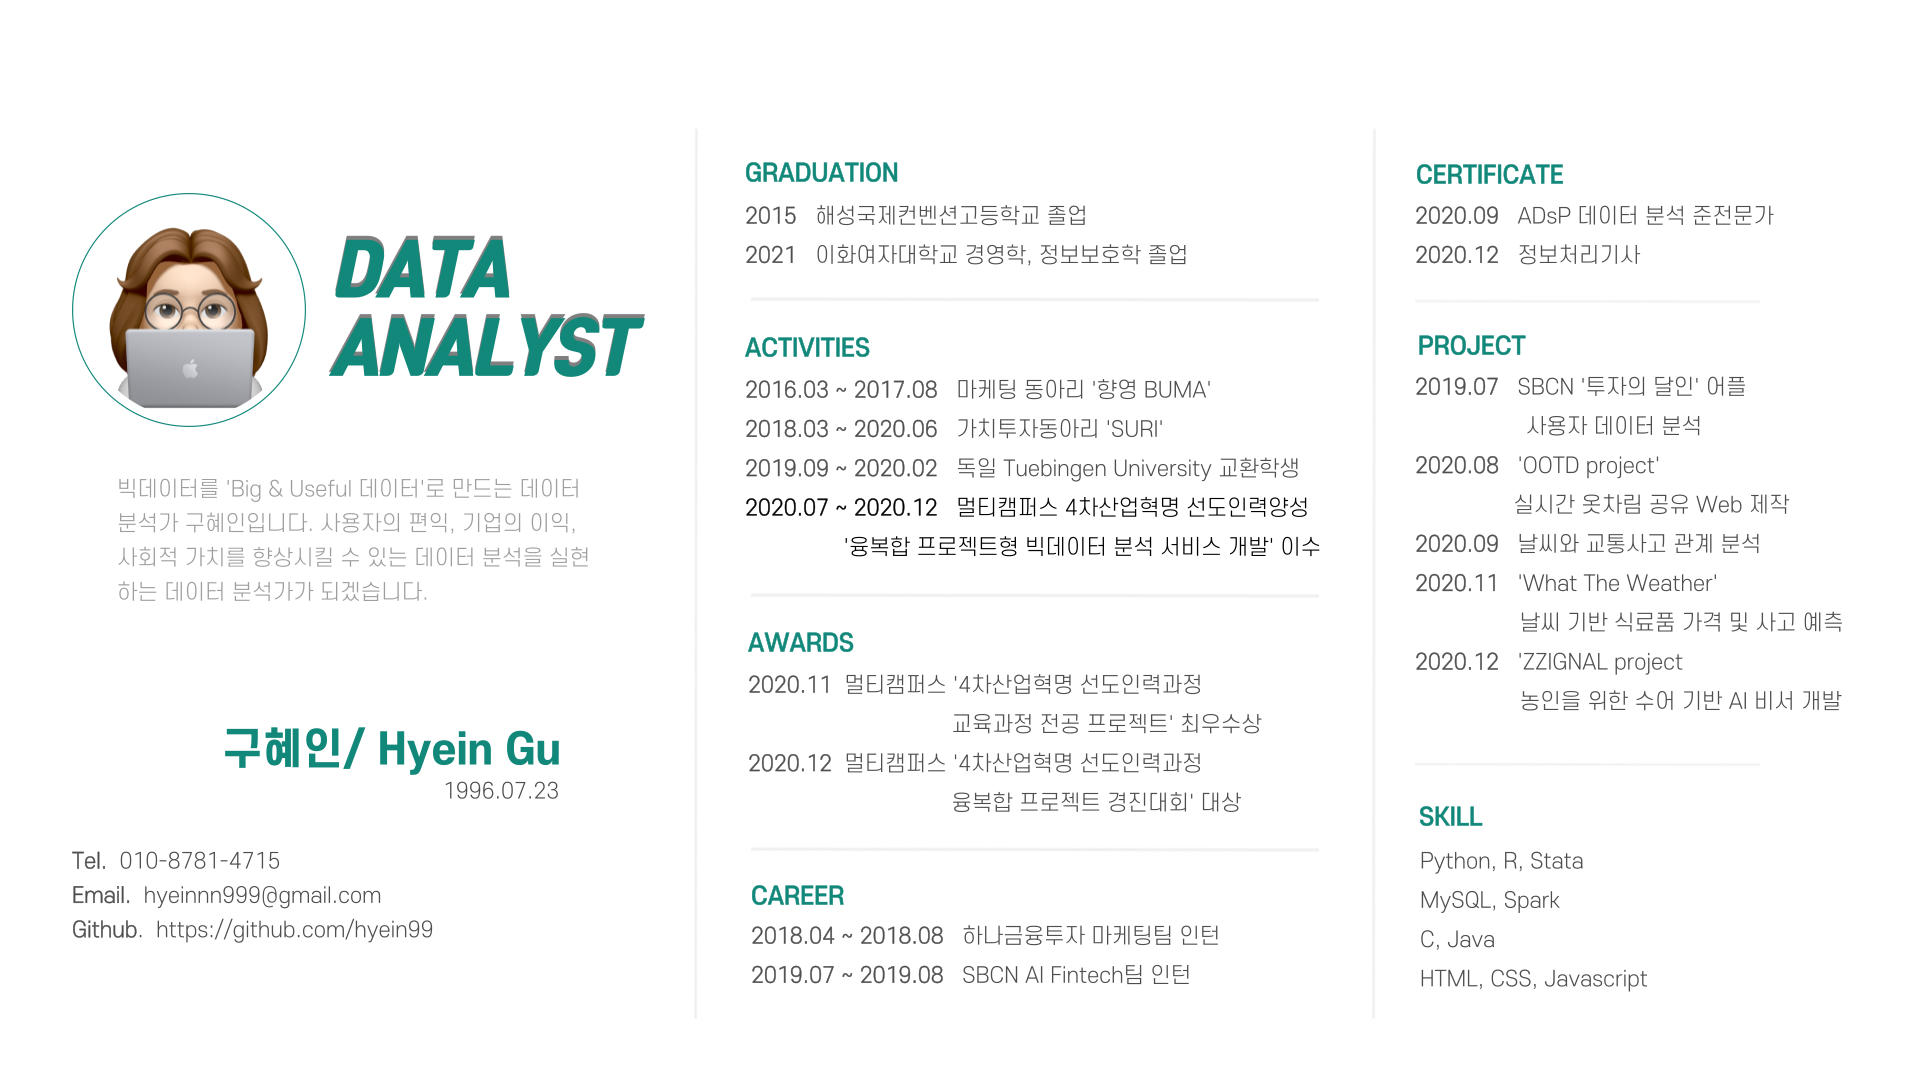 DATA
ANALYST
빅데이터를 'Big & Useful 데이터'로 만드는 데이터
분석가 구혜인입니다. 사용자의 편익, 기업의 이익,
사회적 가치를 향상시킬 수 있는 데이터 분석을 실현
하는 데이터 분석가가 되겠습니다.
구혜인/ Hyein Gu
1996.07.23
Tel. 010-8781-4715
Email. hyeinnn999@gmail.com
Github. https://github.com/hyein99
GRADUATION
2015 해성국제컨벤션고등학교 졸업
2021 이화여자대학교 경영학, 정보보호학 졸업
ACTIVITIES
2016.03 ~ 2017.08 마케팅 동아리 '향영 BUMA'
2018.03 ~ 2020.06 가치투자동아리 'SURI'
2019.09 ~ 2020.02 독일 Tuebingen University 교환학생
2020.07 ~ 2020.12 멀티캠퍼스 4차산업혁명 선도인력양성
'융복합 프로젝트형 빅데이터 분석 서비스 개발' 이수
AWARDS
2020.11 멀티캠퍼스 '4차산업혁명 선도인력과정
교육과정 전공 프로젝트' 최우수상
2020.12 멀티캠퍼스 '4차산업혁명 선도인력과정
융복합 프로젝트 경진대회' 대상
CAREER
2018.04 ~ 2018.08 하나금융투자 마케팅팀 인턴
2019.07 ~ 2019.08 SBCN AI Fintech팀 인턴
CERTIFICATE
2020.09 ADsP 데이터 분석 준전문가
2020.12 정보처리기사
PROJECT
2019.07 SBCN '투자의 달인' 어플
사용자 데이터 분석
2020.08 'OOTD project'
실시간 옷차림 공유 Web 제작
2020.09 날씨와 교통사고 관계 분석
2020.11 'What The Weather'
날씨 기반 식료품 가격 및 사고 예측
2020.12 'ZZIGNAL project
농인을 위한 수어 기반 AI 비서 개발
SKILL
Python, R, Stata
MySQL, Spark
C, Java
HTML, CSS, Javascript